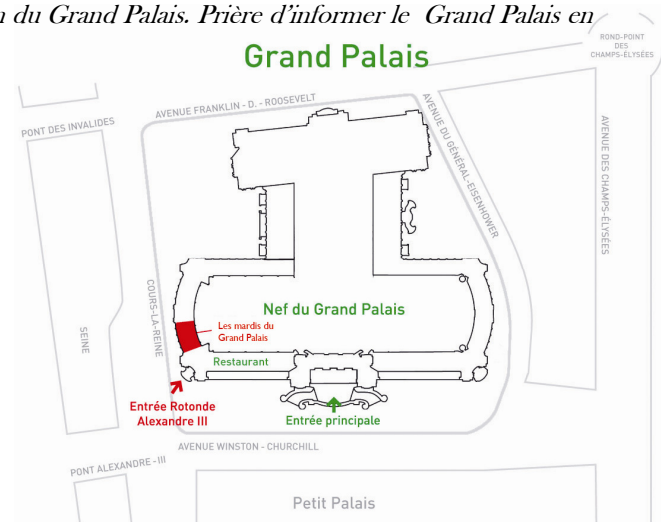 n du Grand Palais. Prière d'informer le Grand Palais en
Grand Palais
ROND-POINT
DES
CHAMPS-ÉLYSÉES
AVENUE FRANKLIN - D. - ROOSEVELT
PONT DES INVALIDES
AVENUE DU GÉNÉRAL-EISENHOWER
AVENUE DES CHAMPS-ÉLYSÉES
COURS-LA-REINE
SEINE
Nef du Grand Palais
Les mardis du
Grand Palais
Restaurant
Entrée Rotonde
Alexandre III
Entrée principale
AVENUE WINSTON - CHURCHILL
PONT ALEXANDRE - III
Petit Palais